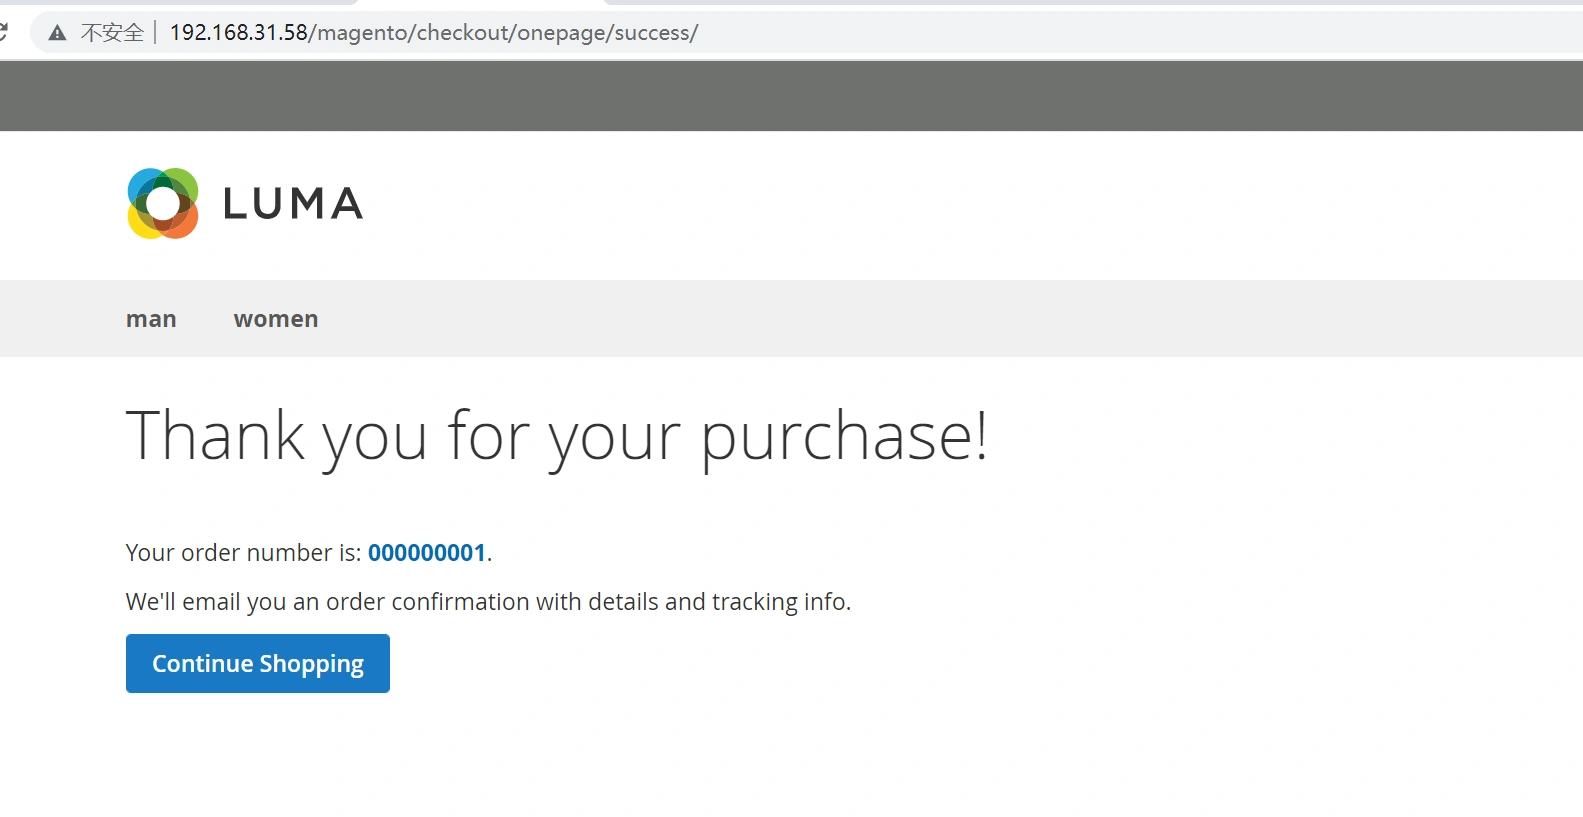 不安全 | 192.168.31.58/magento/checkout/onepage/success/
LUMA
man women
Thank you for your purchase!
Your order number is: 000000001.
We'll email you an order confirmation with details and tracking info.
Continue Shopping